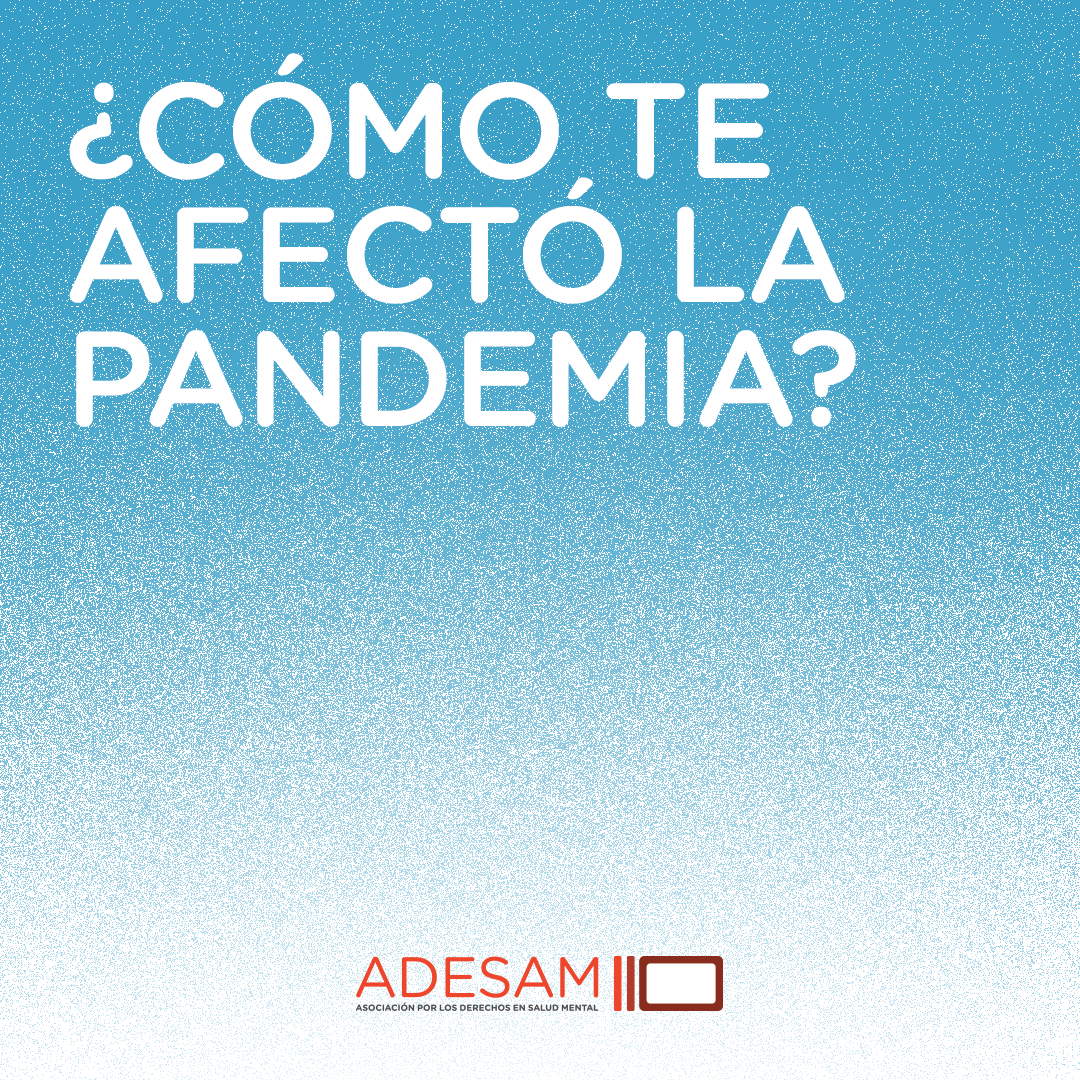 ¿CÓMO TE
AFECTÓ LA
PANDEMIA?
ADESAM
ASOCIACIÓN POR LOS DERECHOS EN SALUD MENTAL